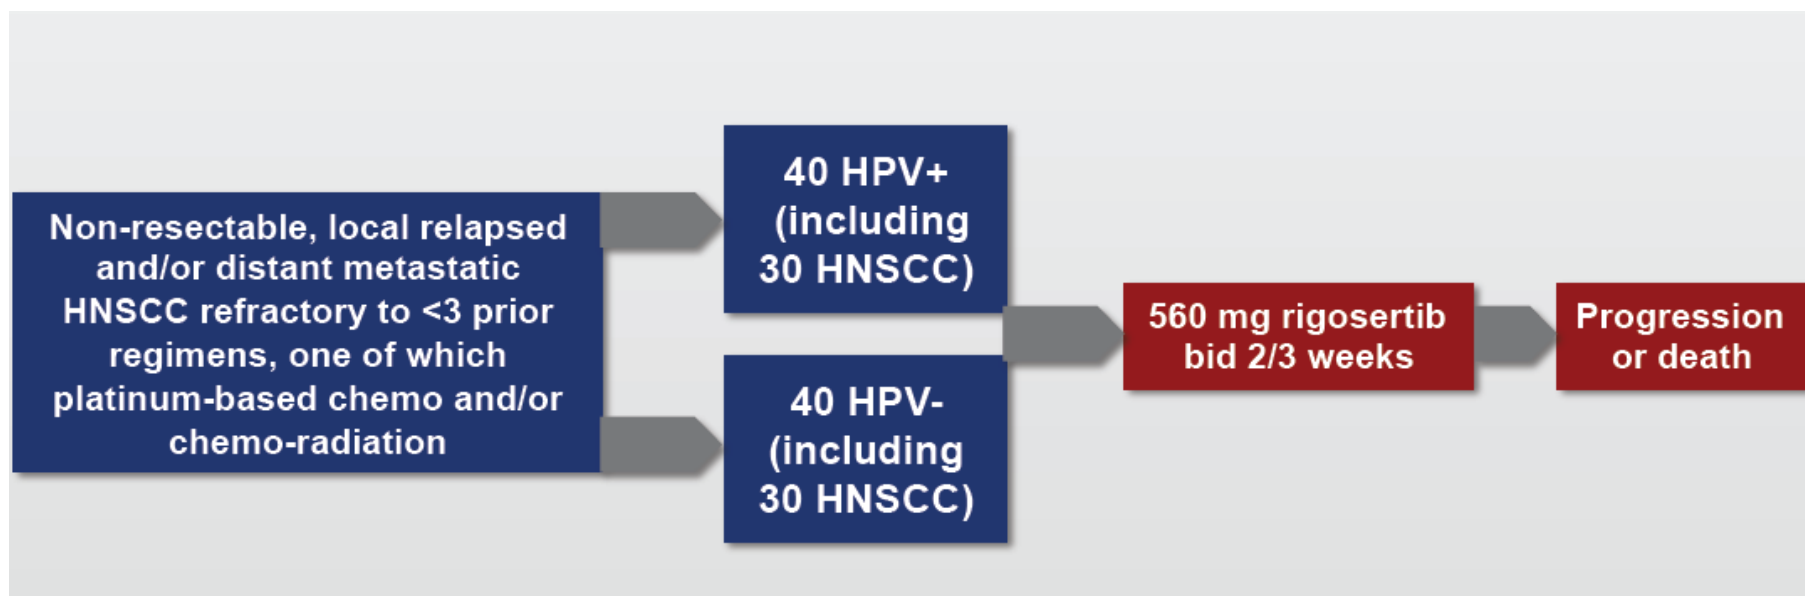 Non-resectable, local relapsed
and/or distant metastatic
HNSCC refractory to <3 prior
regimens, one of which
platinum-based chemo and/or
chemo-radiation
40 HPV+
(including
30 HNSCC)
40 HPV-
(including
30 HNSCC)
560 mg rigosertib
bid 2/3 weeks
Progression
or death